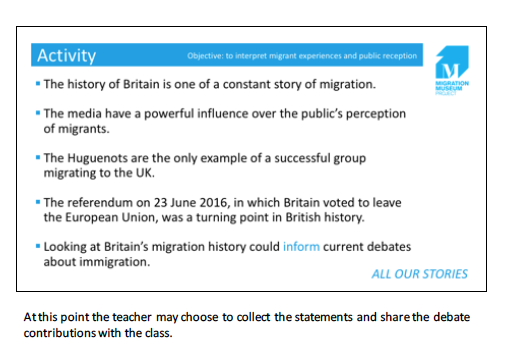 Activity
Objective: to interpret migrant experiences and public reception
M
MIGRATION
MUSEUM
PROJECT
▪ The history of Britain is one of a constant story of migration.
▪ The media have a powerful influence over the public's perception
of migrants.
▪ The Huguenots are the only example of a successful group
migrating to the UK.
▪ The referendum on 23 June 2016, in which Britain voted to leave
the European Union, was a turning point in British history.
▪ Looking at Britain's migration history could inform current debates
about immigration.
ALL OUR STORIES
At this point the teacher may choose to collect the statements and share the debate
contributions with the class.